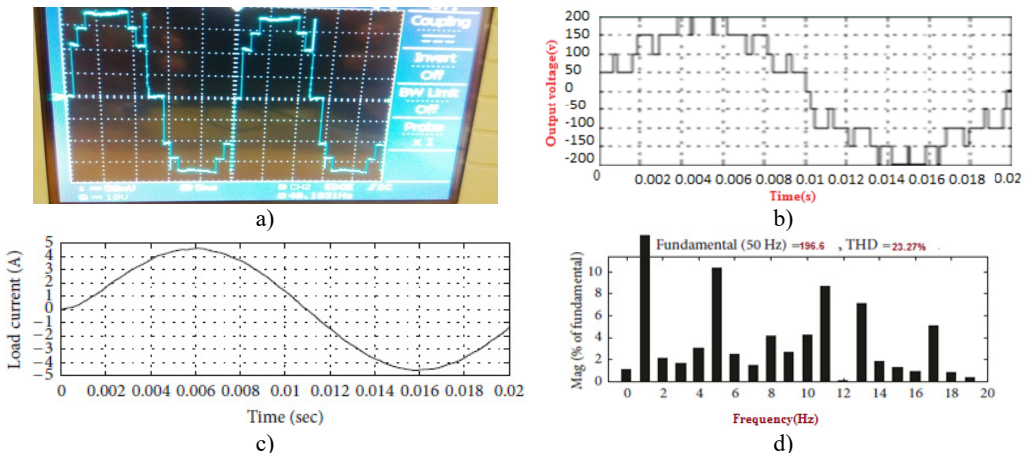 Coupling
Invert
Off
BW Limit
Off
Probe
x 1
CH2 EDGE
a)
200
150
100
50
0
-50
-100
-150
-200
Output voltage(v)
0 0.002 0.004 0.006 0.008 0.01 0.012 0.014 0.016 0.018 0.02
Time(s)
b)
5
4
3
2
1
0
−1
−2
−3
−4
−5
Load current (A)
0 0.002 0.004 0.006 0.008 0.01 0.012 0.014 0.016 0.018 0.02
Time (sec)
c)
Fundamental (50 Hz) =196.6 , THD =23.27%
10
8
6
4
2
0
Mag (% of fundamental)
0 2 4 6 8 10 12 14 16 18 20
Frequency(Hz)
d)